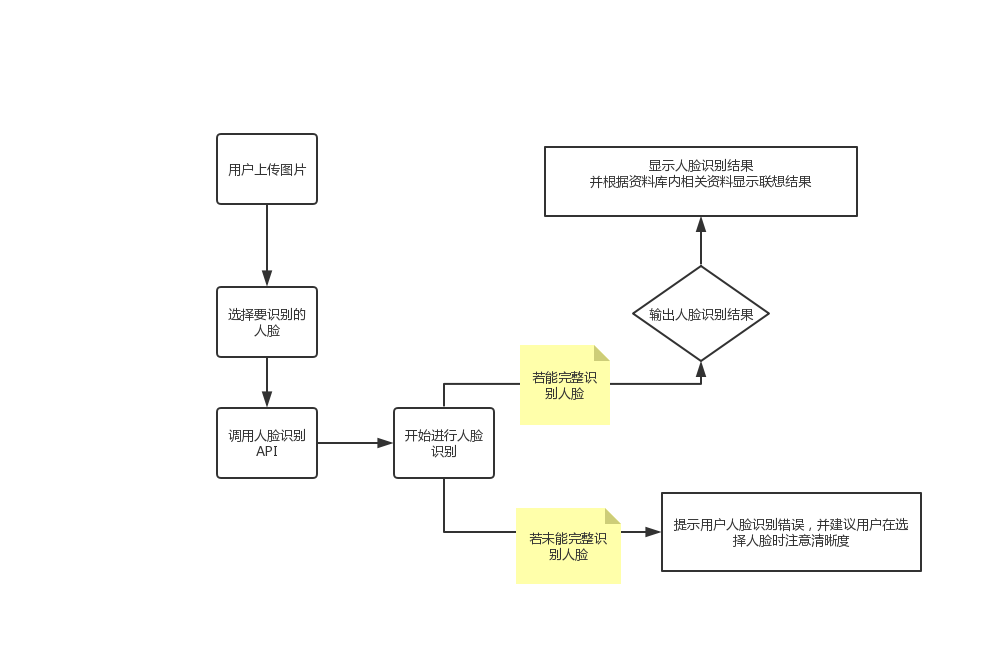 用户上传图片
选择要识别的
人脸
调用人脸识别
API
开始进行人脸
识别
若能完整识
别人脸
输出人脸识别结果
显示人脸识别结果
并根据资料库内相关资料显示联想结果
若未能完整识
别人脸
提示用户人脸识别错误，并建议用户在选
择人脸时注意清晰度